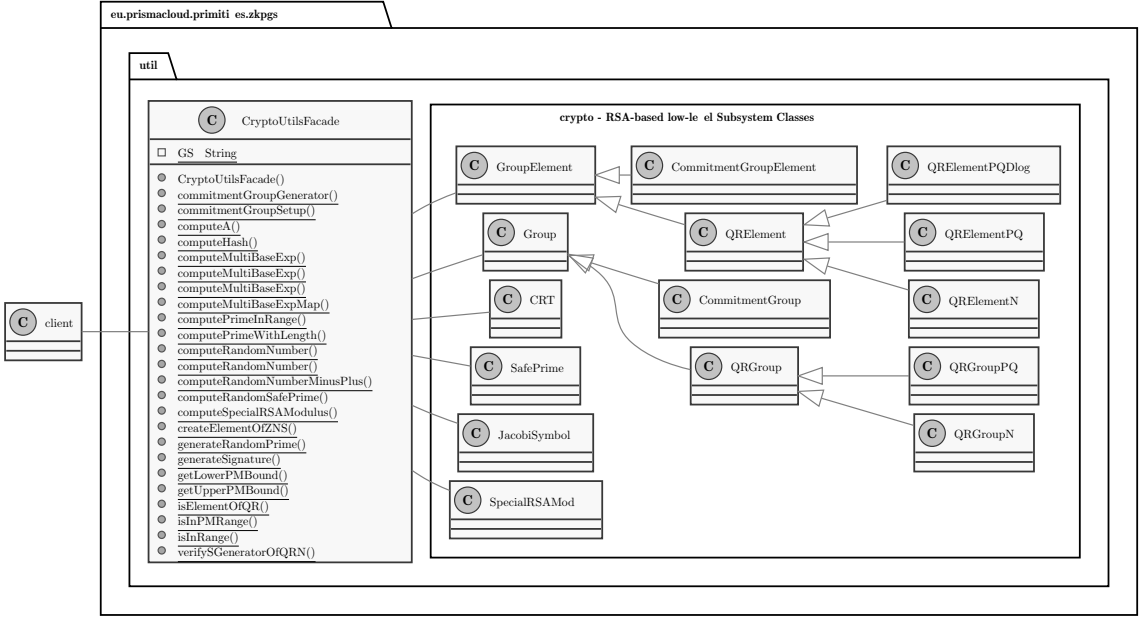 eu.prismacloud.primiti es.zkpgs
util
C CryptoUtilsFacade
GS String
CryptoUtilsFacade()
commitmentGroupGenerator()
commitmentGroupSetup()
computeA()
computeHash()
computeMultiBaseExp()
computeMultiBaseExp()
computeMultiBaseExp()
computeMultiBaseExpMap()
computePrimeInRange()
computePrimeWithLength()
computeRandomNumber()
computeRandomNumber()
computeRandomNumberMinusPlus()
computeRandomSafePrime()
computeSpecialRSAModulus()
createElementOfZNS()
generateRandomPrime()
generateSignature()
getLowerPMBound()
getUpperPMBound()
isElementOfQR()
isInPMRange()
isInRange()
verifySGeneratorOfQRN()
C client
crypto - RSA-based low-le el Subsystem Classes
C GroupElement
C CommitmentGroupElement
C QRElementPQDlog
C Group
C QRElement
C QRElementPQ
C CRT
C CommitmentGroup
C QRElementN
C SafePrime
C QRGroup
C QRGroupPQ
C JacobiSymbol
C QRGroupN
C SpecialRSAMod